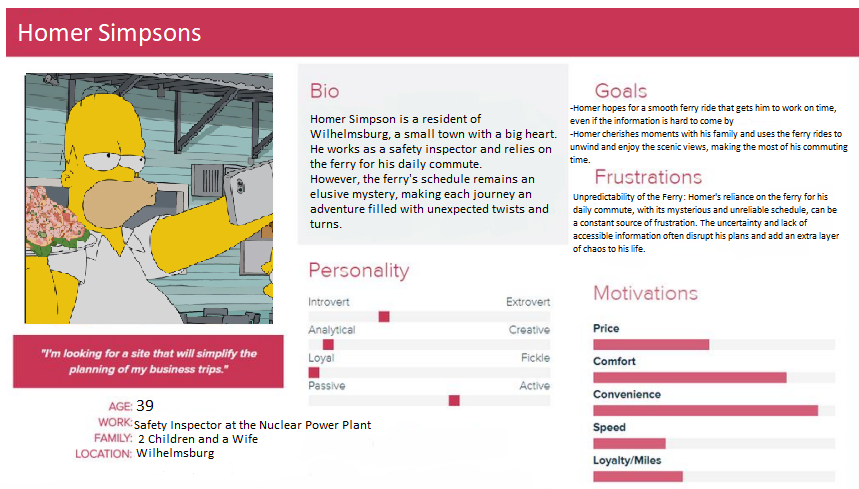 Homer Simpsons
Bio
Homer Simpson is a resident of
Wilhelmsburg, a small town with a big heart.
He works as a safety inspector and relies on
the ferry for his daily commute.
However, the ferry's schedule remains an
elusive mystery, making each journey an
adventure filled with unexpected twists and
turns.
Goals
-Homer hopes for a smooth ferry ride that gets him to work on time,
even if the information is hard to come by
-Homer cherishes moments with his family and uses the ferry rides to
unwind and enjoy the scenic views, making the most of his commuting
time.
Frustrations
Unpredictability of the Ferry: Homer's reliance on the ferry for his
daily commute, with its mysterious and unreliable schedule, can be
a constant source of frustration. The uncertainty and lack of
accessible information often disrupt his plans and add an extra layer
of chaos to his life.
Personality
Introvert Extrovert
Analytical Creative
Loyal Fickle
Passive Active
Motivations
Price
Comfort
Convenience
Speed
Loyalty/Miles
"I'm looking for a site that will simplify the
planning of my business trips."
AGE: 39
WORK: Safety Inspector at the Nuclear Power Plant
FAMILY: 2 Children and a Wife
LOCATION: Wilhelmsburg